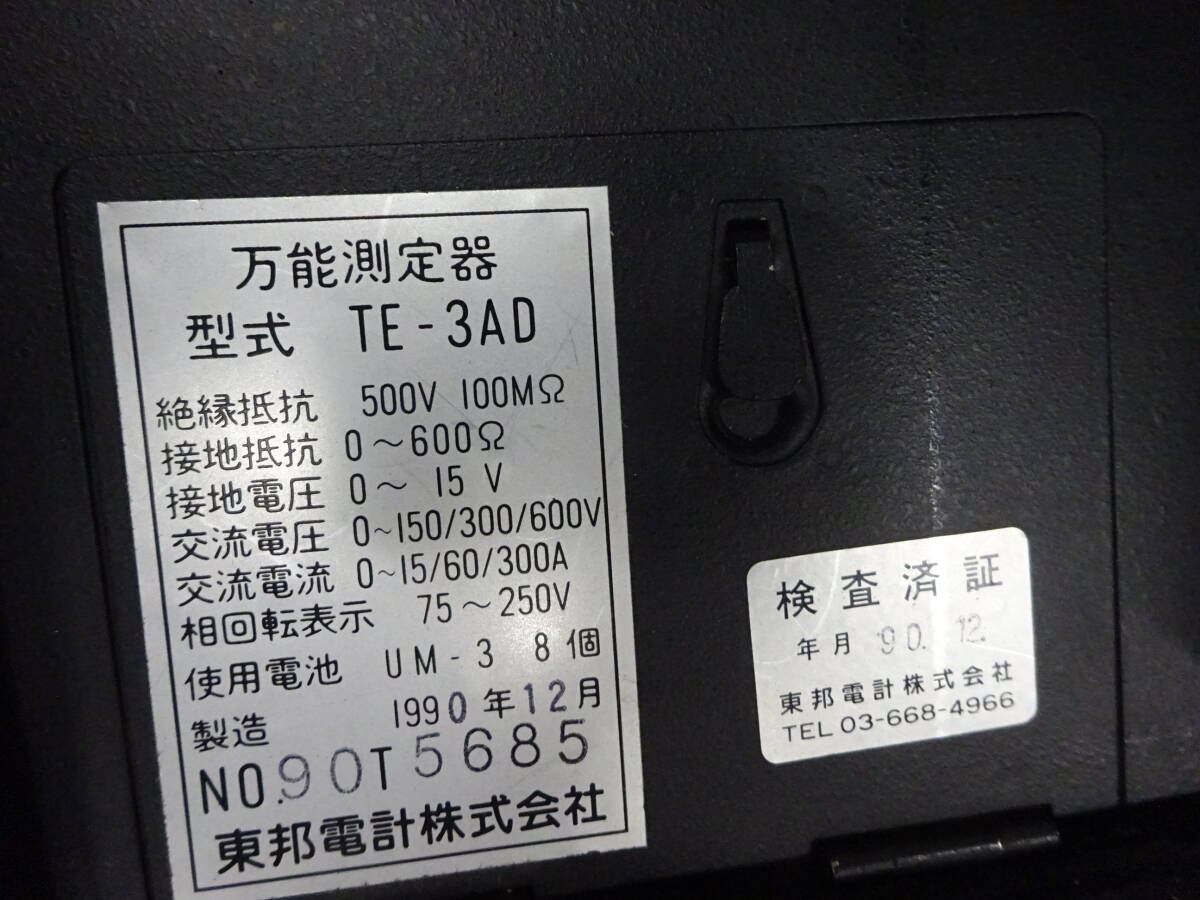 万能測定器
型式 TE-3AD
絶縁抵抗 500V 100MΩ
接地抵抗 0～600Ω
接地電圧 0～ 15 V
交流電圧 0~150/300/600V
交流電流 0~15/60/300A
相回転表示 75～250V
使用電池 UM-3 8個
製造 1990年12月
NO.90T5685
東邦電計株式会社
検査済証
年月 90.12.
東邦電計株式会社
TEL 03-668-4966